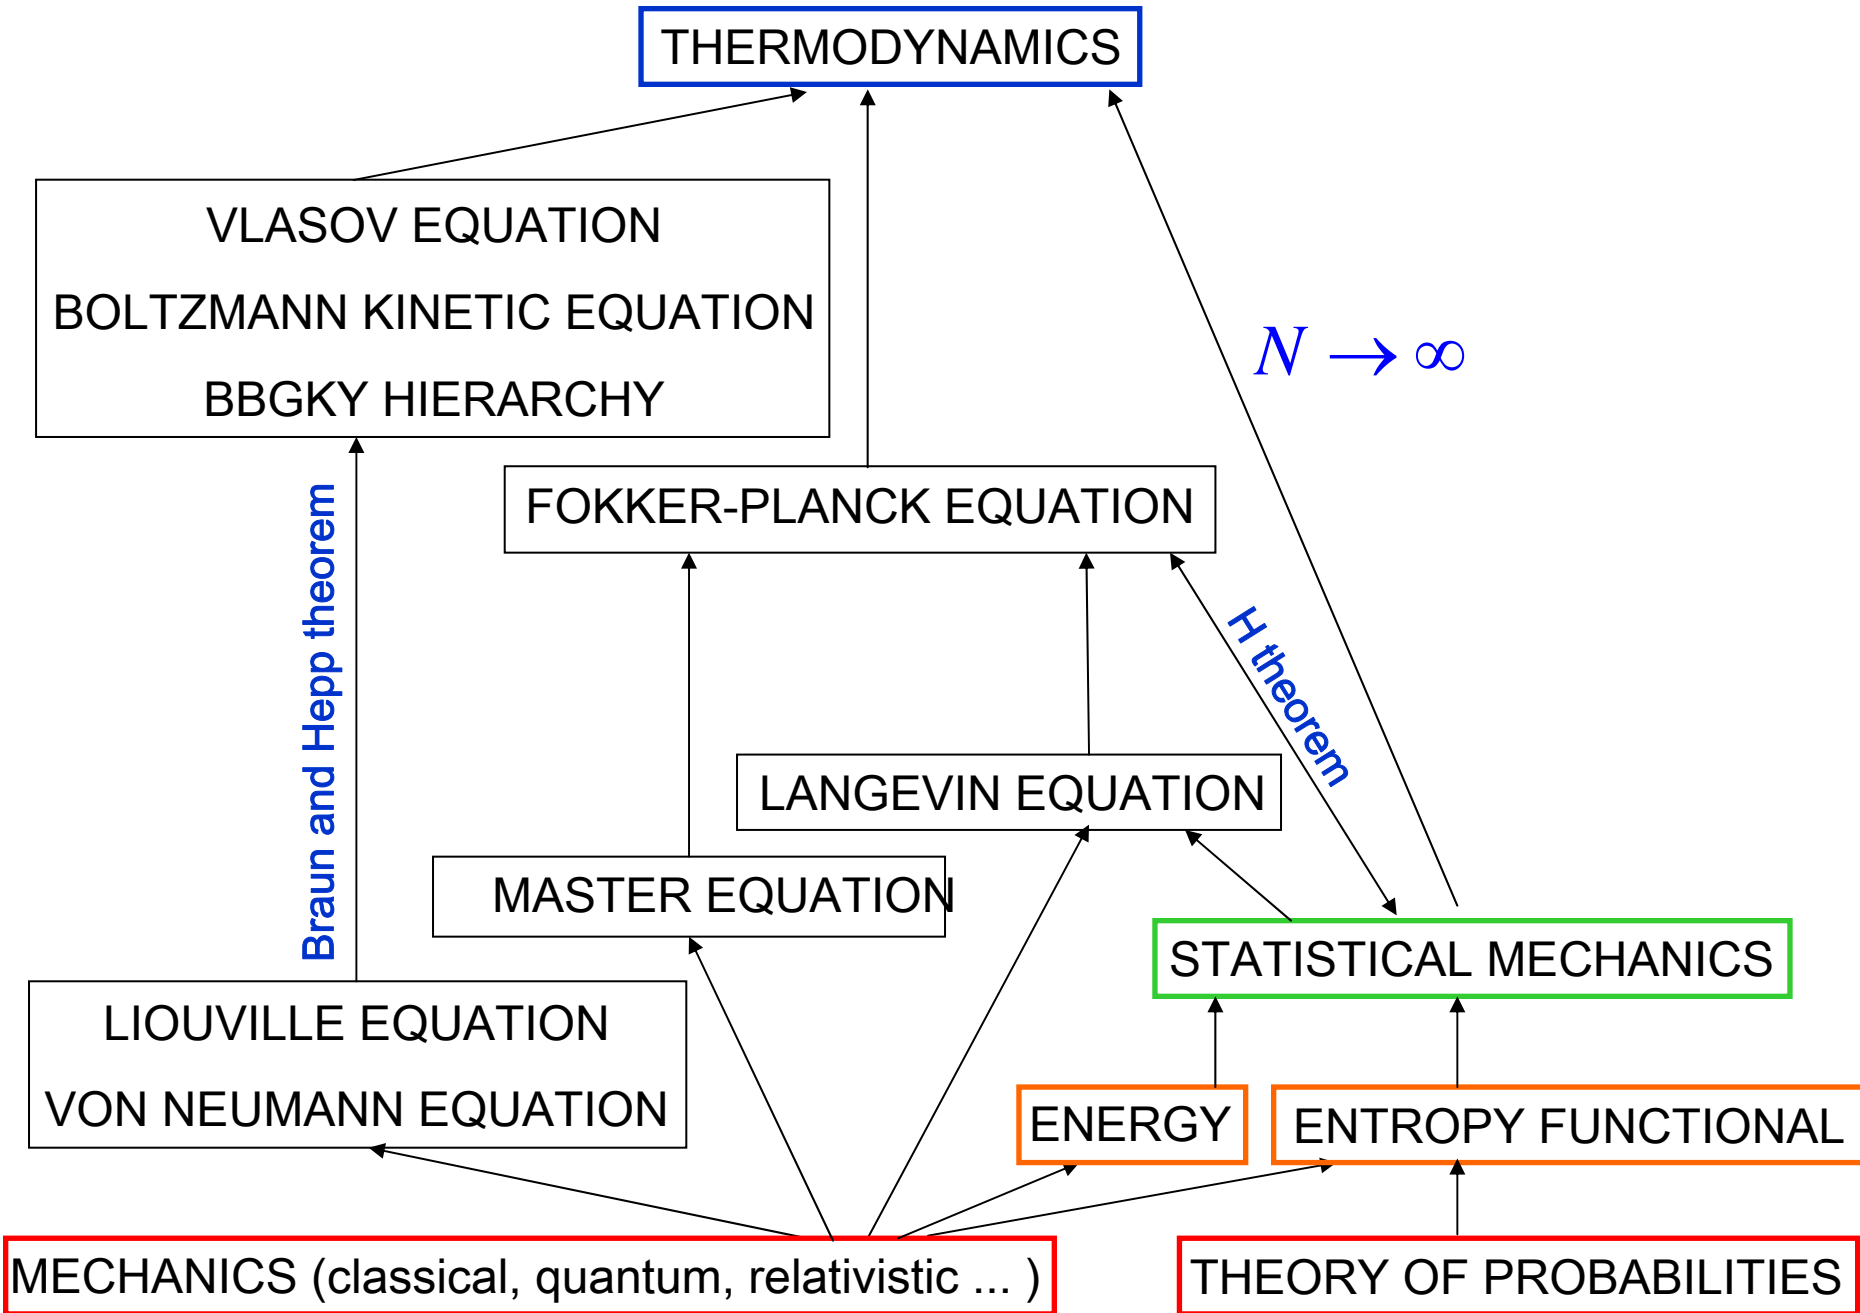 THERMODYNAMICS
VLASOV EQUATION
BOLTZMANN KINETIC EQUATION
BBGKY HIERARCHY
N → ∞
FOKKER-PLANCK EQUATION
Braun and Hepp theorem
H theorem
LANGEVIN EQUATION
MASTER EQUATION
STATISTICAL MECHANICS
LIOUVILLE EQUATION
VON NEUMANN EQUATION
ENERGY
ENTROPY FUNCTIONAL
MECHANICS (classical, quantum, relativistic ... )
THEORY OF PROBABILITIES